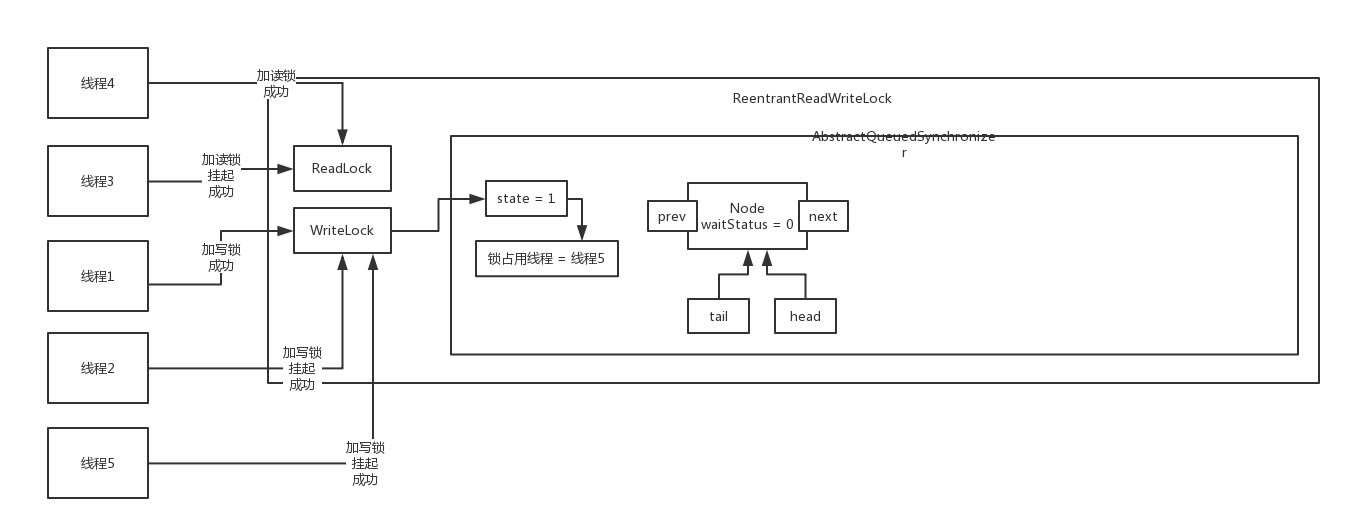 线程4
加读锁
成功
ReentrantReadWriteLock
AbstractQueuedSynchronize
r
线程3
加读锁
挂起
成功
ReadLock
state = 1
prev
Node
waitStatus = 0
next
线程1
加写锁
成功
WriteLock
锁占用线程 = 线程5
tail
head
线程2
加写锁
挂起
成功
线程5
加写锁
挂起
成功